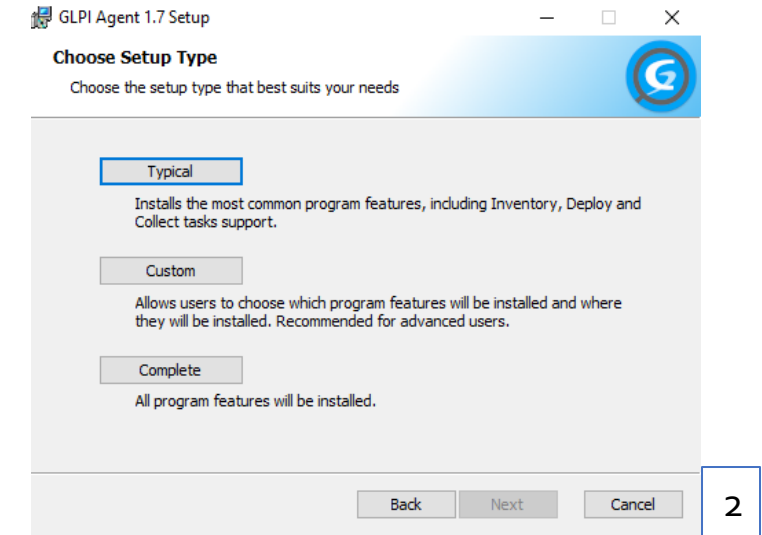 GLPI Agent 1.7 Setup
Choose Setup Type
Choose the setup type that best suits your needs
Typical
Installs the most common program features, including Inventory, Deploy and
Collect tasks support.
Custom
Allows users to choose which program features will be installed and where
they will be installed. Recommended for advanced users.
Complete
All program features will be installed.
Back Next Cancel
2